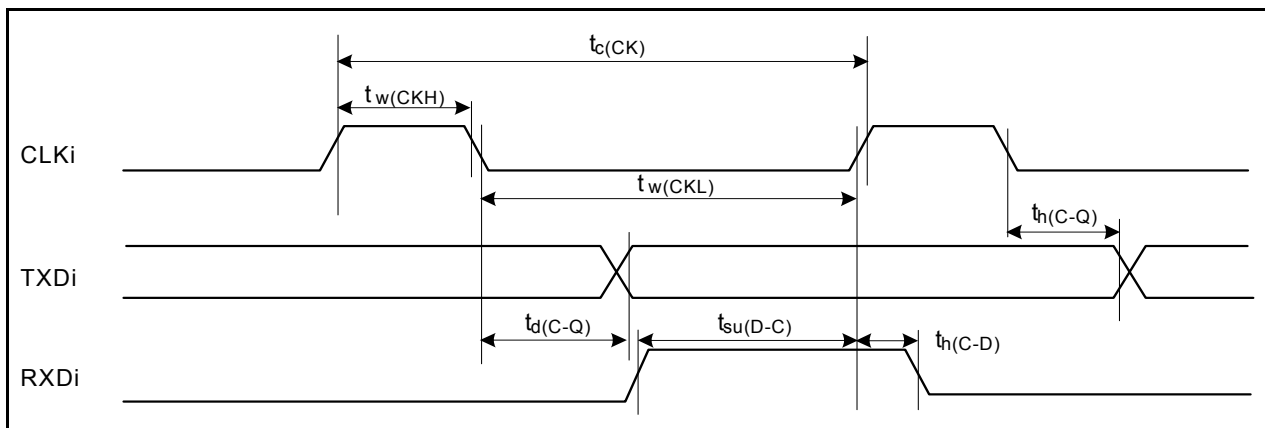 tc(CK)
tw(CKH)
CLKi
tw(CKL)
th(C-Q)
TXDi
td(C-Q) tsu(D-C) th(C-D)
RXDi